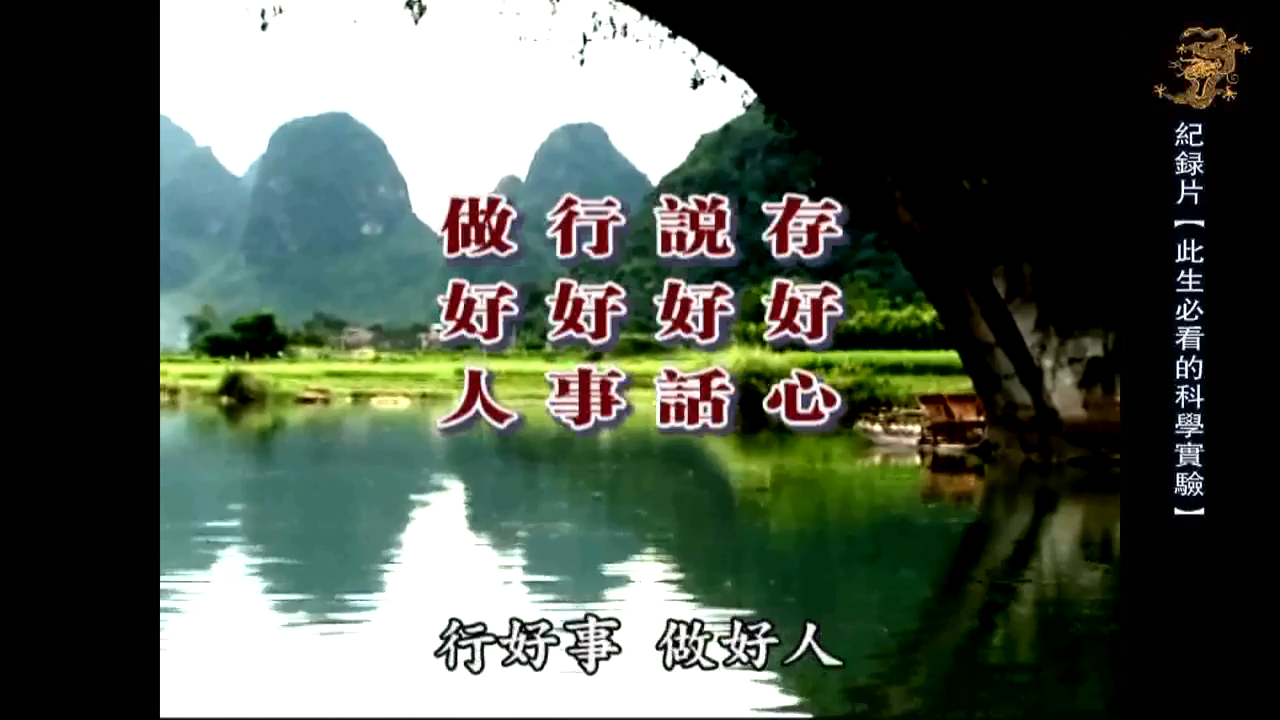 存好心
說好話
行好事
做好人
行好事 做好人
紀録片【此生必看的科學實驗】